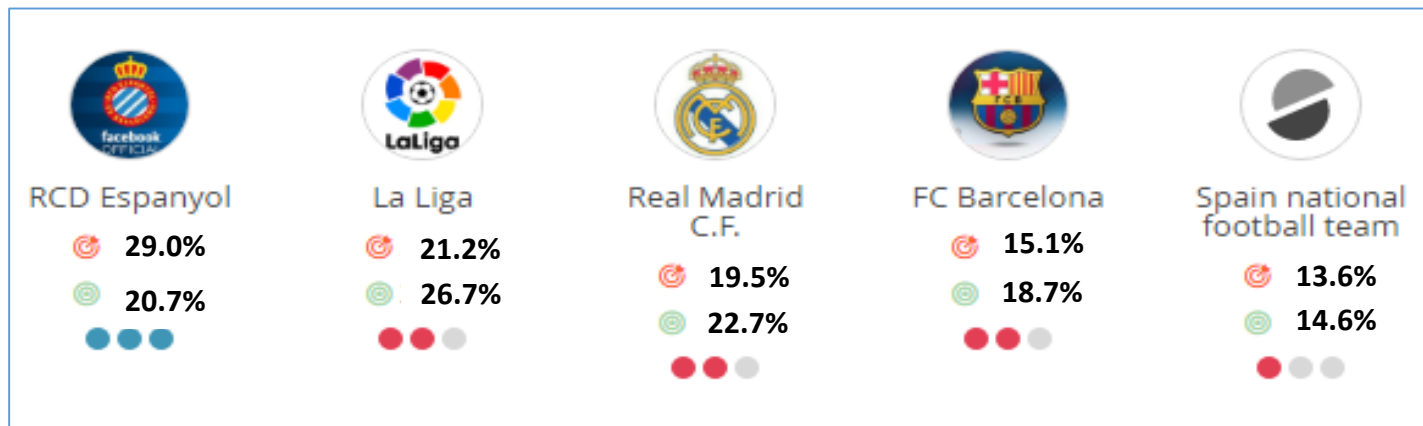 facebook
OFFICIAL
LaLiga
FCB
RCD Espanyol
29.0%
20.7%
La Liga
21.2%
26.7%
Real Madrid
C.F.
19.5%
22.7%
FC Barcelona
15.1%
18.7%
Spain national
football team
13.6%
14.6%